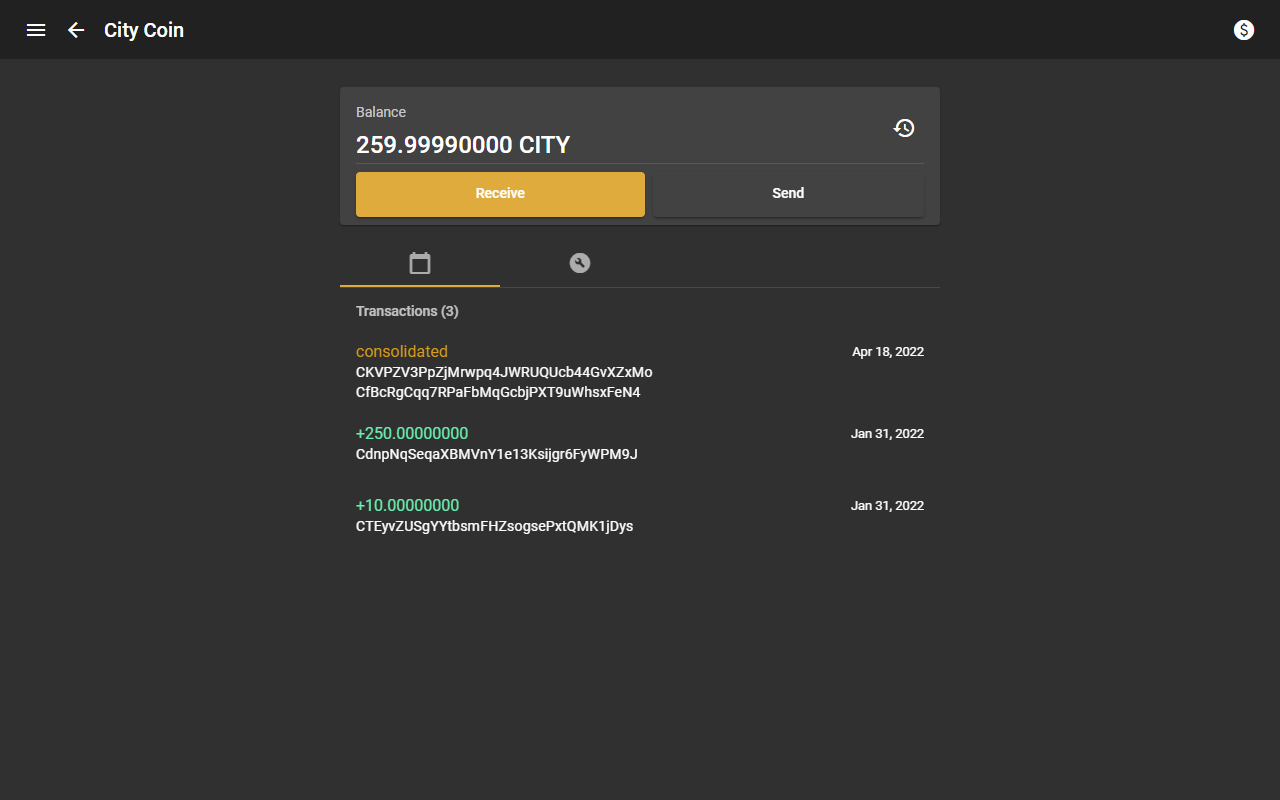 City Coin
$
Balance
259.99990000 CITY
Receive
Send
Transactions (3)
consolidated
Apr 18, 2022
CKVPZV3PpZjMrwpq4JWRUQUcb44GvXZxMo
CfBcRgCqq7RPaFbMqGcbjPXT9uWhsxFeN4
+250.00000000
Jan 31, 2022
CdnpNqSeqaXBMVnY1e13Ksijgr6FyWPM9J
+10.00000000
Jan 31, 2022
CTEyvZUSgYYtbsmFHZsogsePxtQMK1jDys